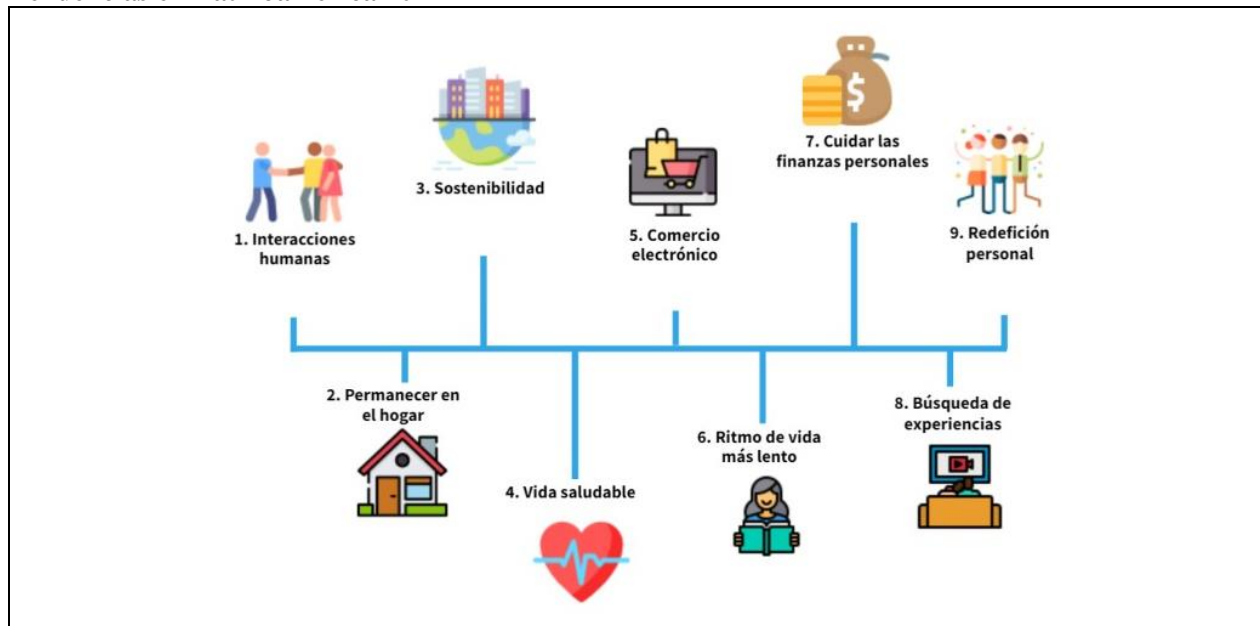 1. Interacciones
humanas
2. Permanecer en
el hogar
3. Sostenibilidad
4. Vida saludable
5. Comercio
electrónico
6. Ritmo de vida
más lento
7. Cuidar las
finanzas personales
8. Búsqueda de
experiencias
9. Redefición
personal
$